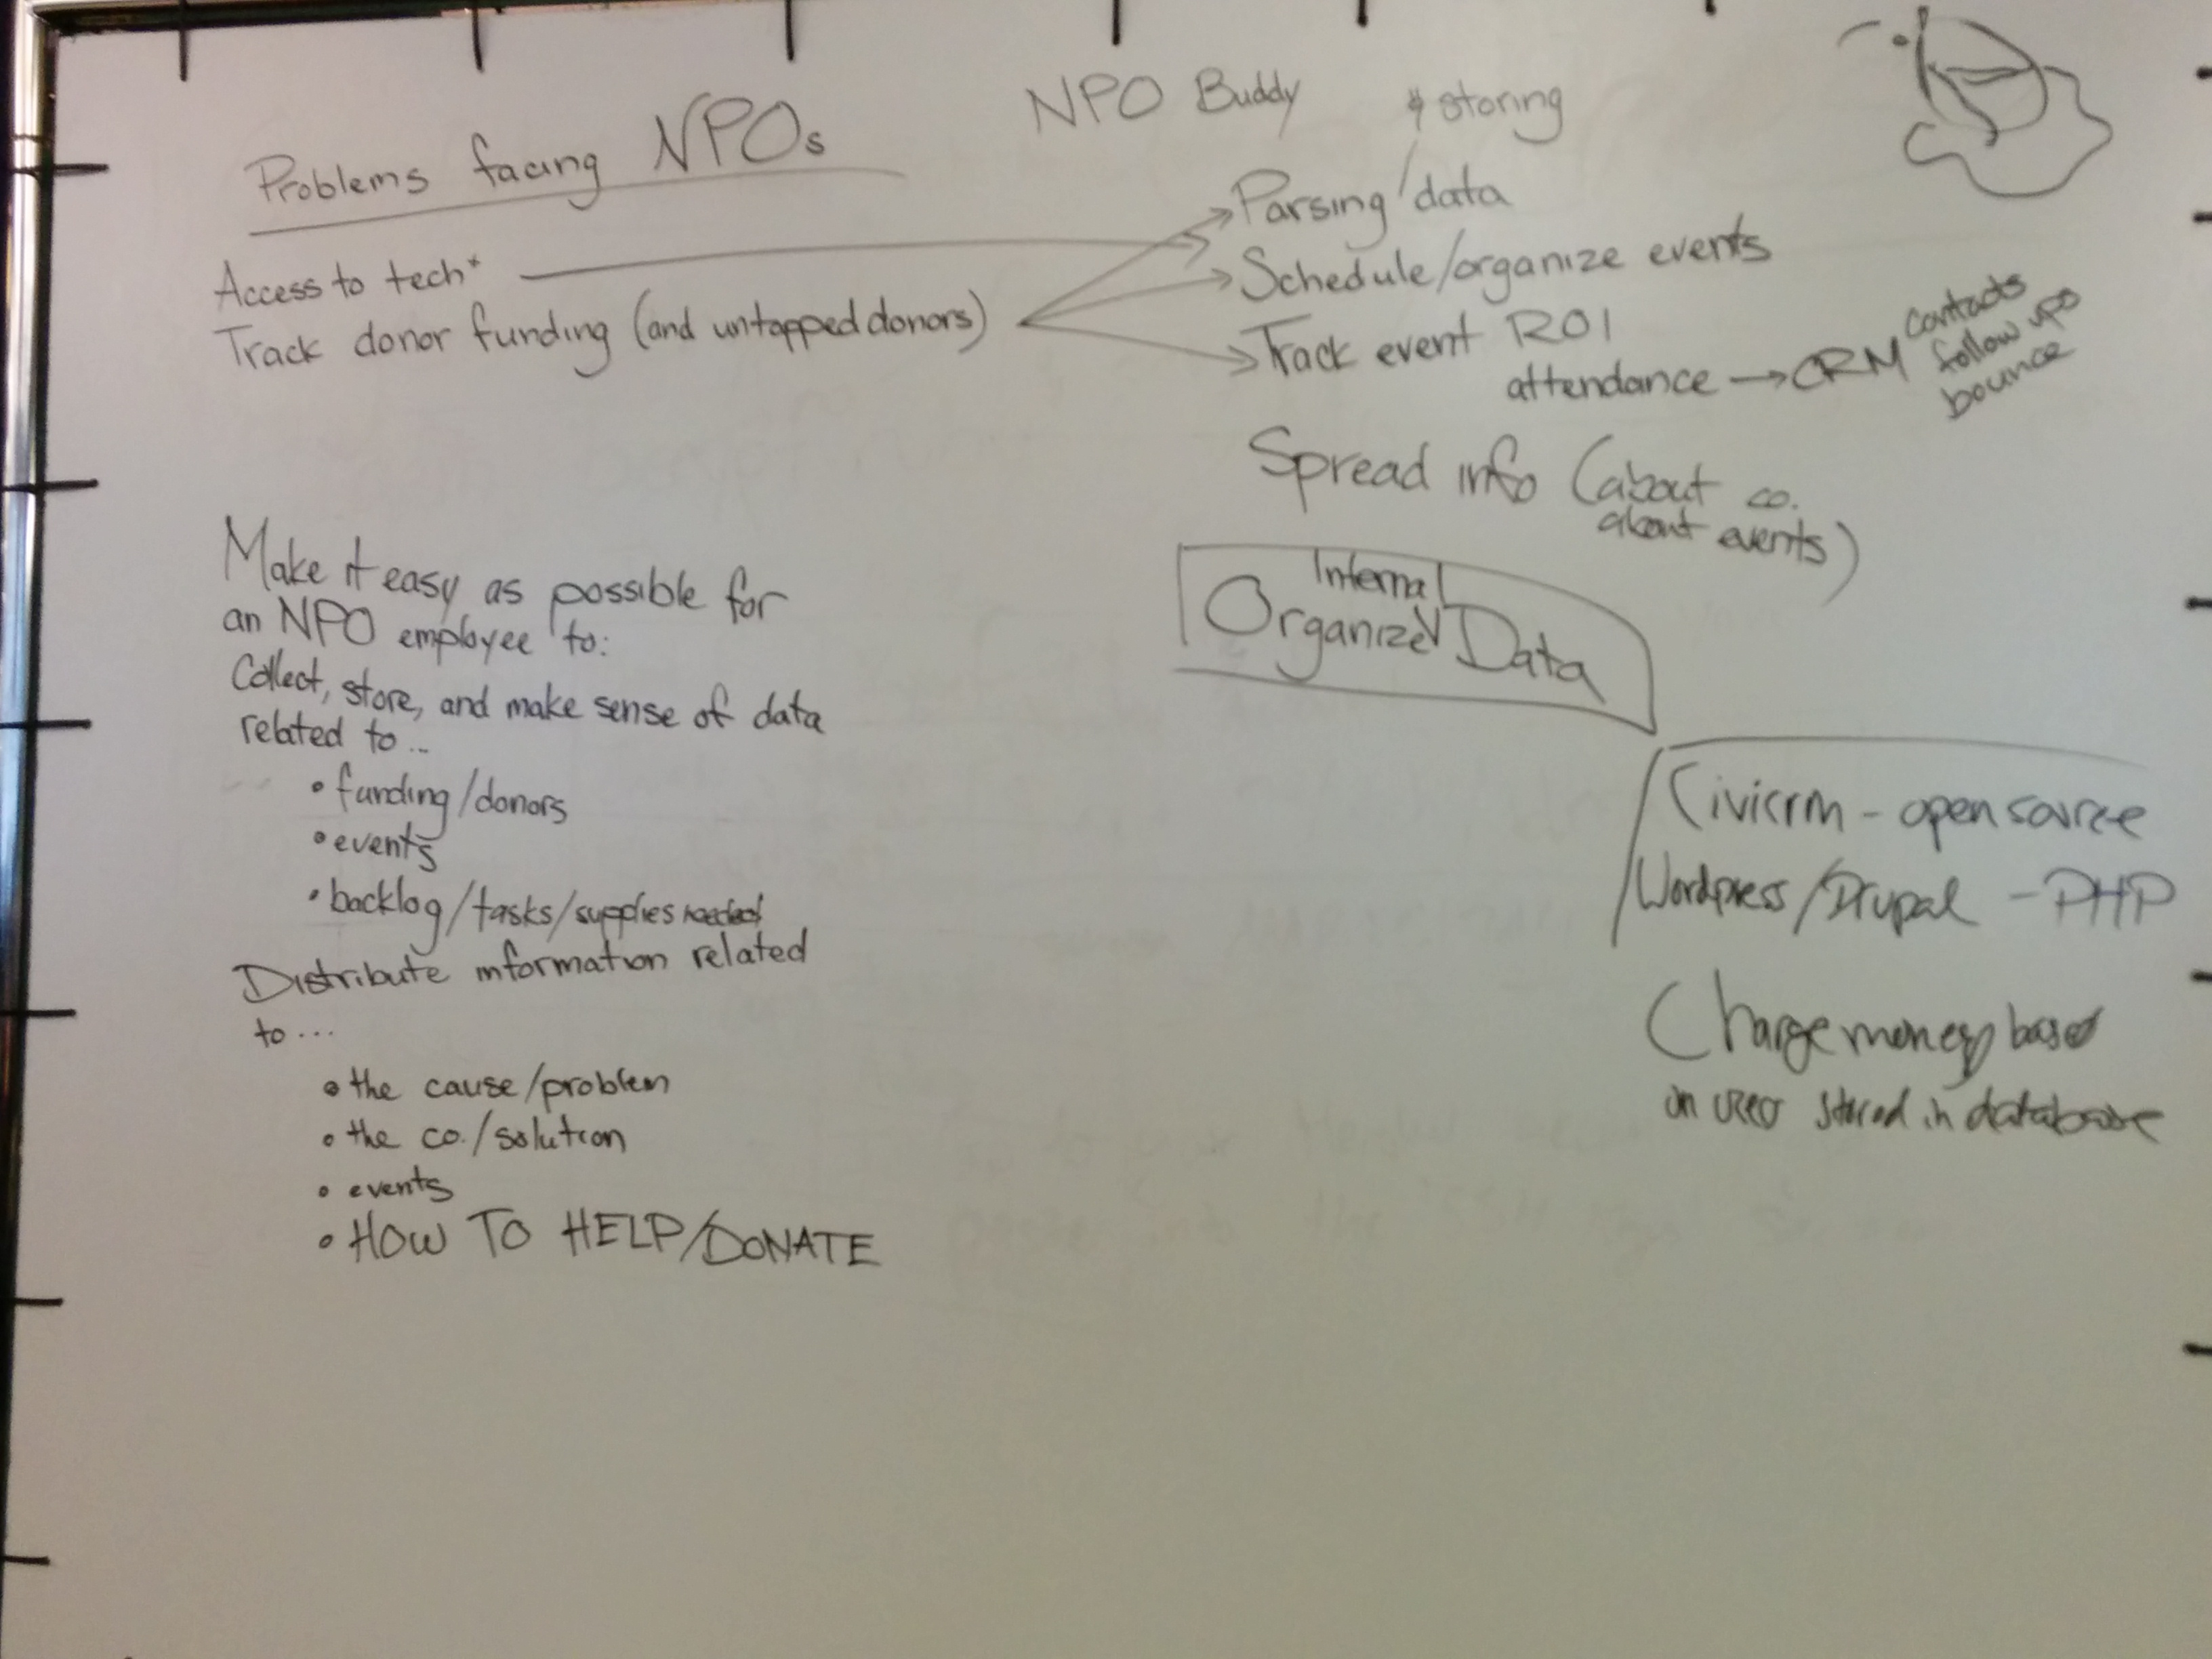 Problems facing NPOs
NPO Buddy
Access to tech*
Track donor funding (and untapped donors)
& storing
Parsing/data
Schedule/organize events
Track event ROI
attendance → CRM
contacts
follow ups
bounce
Spread info (about co.
about events)
Internal
Organized Data
Make it easy as possible for
an NPO employee to:
Collect, store, and make sense of data
related to...
• funding/donors
• events
• backlog/tasks/supplies needed
Distribute information related
to...
• the cause/problem
• the co./solution
• events
• HOW TO HELP/DONATE
Civicrm - open source
Wordpress/Drupal - PHP
Charge money based
on users stored in database